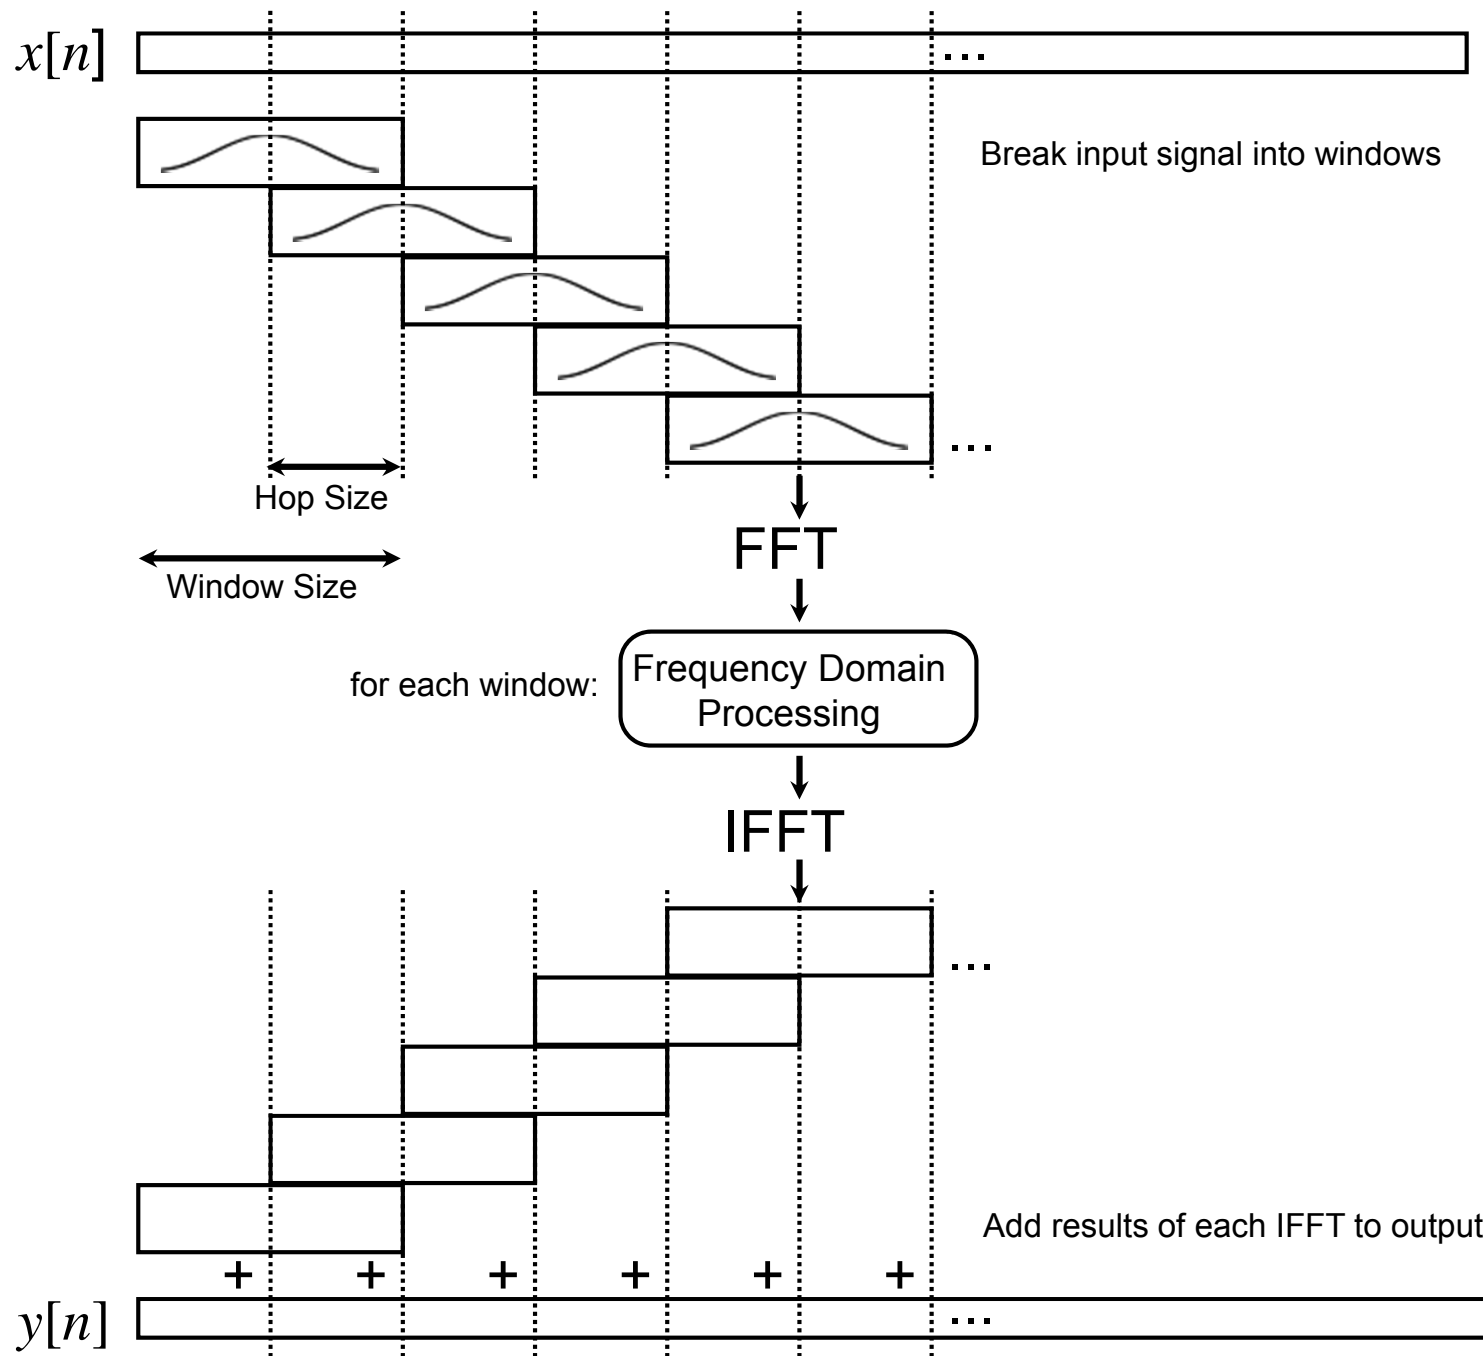 x[n]
...
Break input signal into windows
...
Hop Size
FFT
Window Size
for each window:
Frequency Domain
Processing
IFFT
...
Add results of each IFFT to output
+ + + + + +
y[n]
...